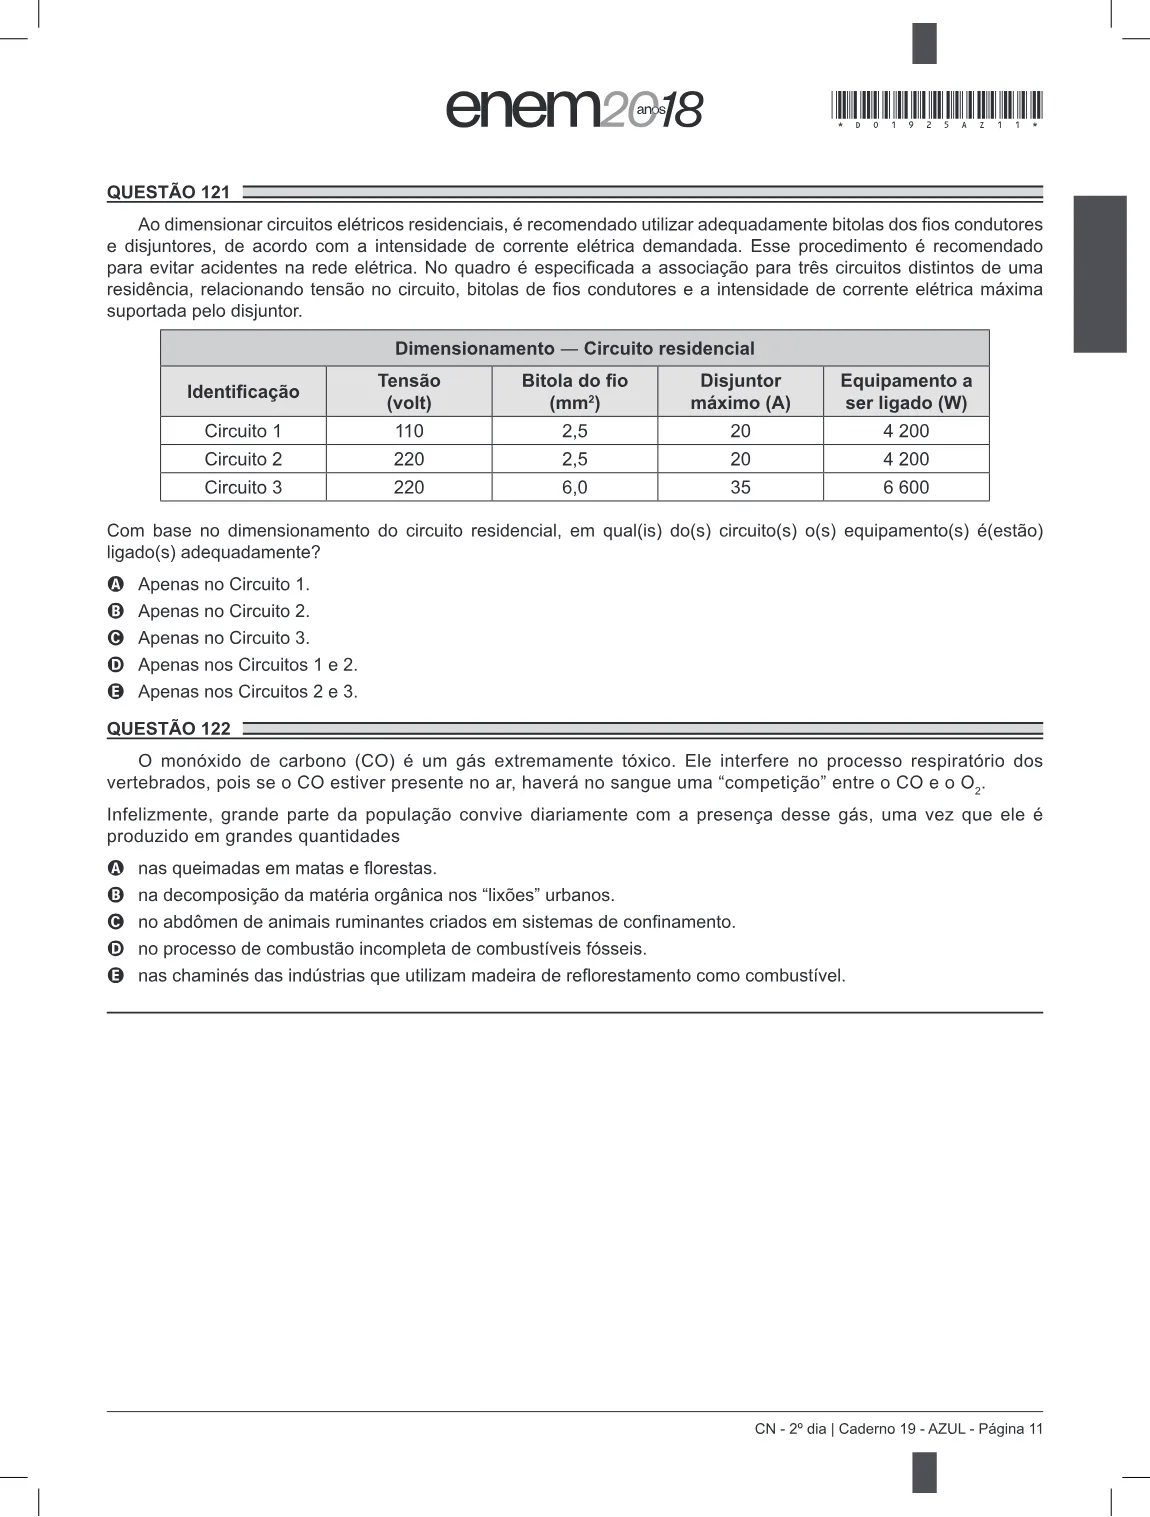 enem20anos18
*D01925AZ11*
QUESTÃO 121
Ao dimensionar circuitos elétricos residenciais, é recomendado utilizar adequadamente bitolas dos fios condutores
e disjuntores, de acordo com a intensidade de corrente elétrica demandada. Esse procedimento é recomendado
para evitar acidentes na rede elétrica. No quadro é especificada a associação para três circuitos distintos de uma
residência, relacionando tensão no circuito, bitolas de fios condutores e a intensidade de corrente elétrica máxima
suportada pelo disjuntor.
Dimensionamento — Circuito residencial
Identificação Tensão (volt) Bitola do fio (mm²) Disjuntor máximo (A) Equipamento a ser ligado (W)
Circuito 1 110 2,5 20 4 200
Circuito 2 220 2,5 20 4 200
Circuito 3 220 6,0 35 6 600
Com base no dimensionamento do circuito residencial, em qual(is) do(s) circuito(s) o(s) equipamento(s) é(estão)
ligado(s) adequadamente?
A Apenas no Circuito 1.
B Apenas no Circuito 2.
C Apenas no Circuito 3.
D Apenas nos Circuitos 1 e 2.
E Apenas nos Circuitos 2 e 3.
QUESTÃO 122
O monóxido de carbono (CO) é um gás extremamente tóxico. Ele interfere no processo respiratório dos
vertebrados, pois se o CO estiver presente no ar, haverá no sangue uma “competição” entre o CO e o O₂.
Infelizmente, grande parte da população convive diariamente com a presença desse gás, uma vez que ele é
produzido em grandes quantidades
A nas queimadas em matas e florestas.
B na decomposição da matéria orgânica nos “lixões” urbanos.
C no abdômen de animais ruminantes criados em sistemas de confinamento.
D no processo de combustão incompleta de combustíveis fósseis.
E nas chaminés das indústrias que utilizam madeira de reflorestamento como combustível.
CN - 2º dia | Caderno 19 - AZUL - Página 11